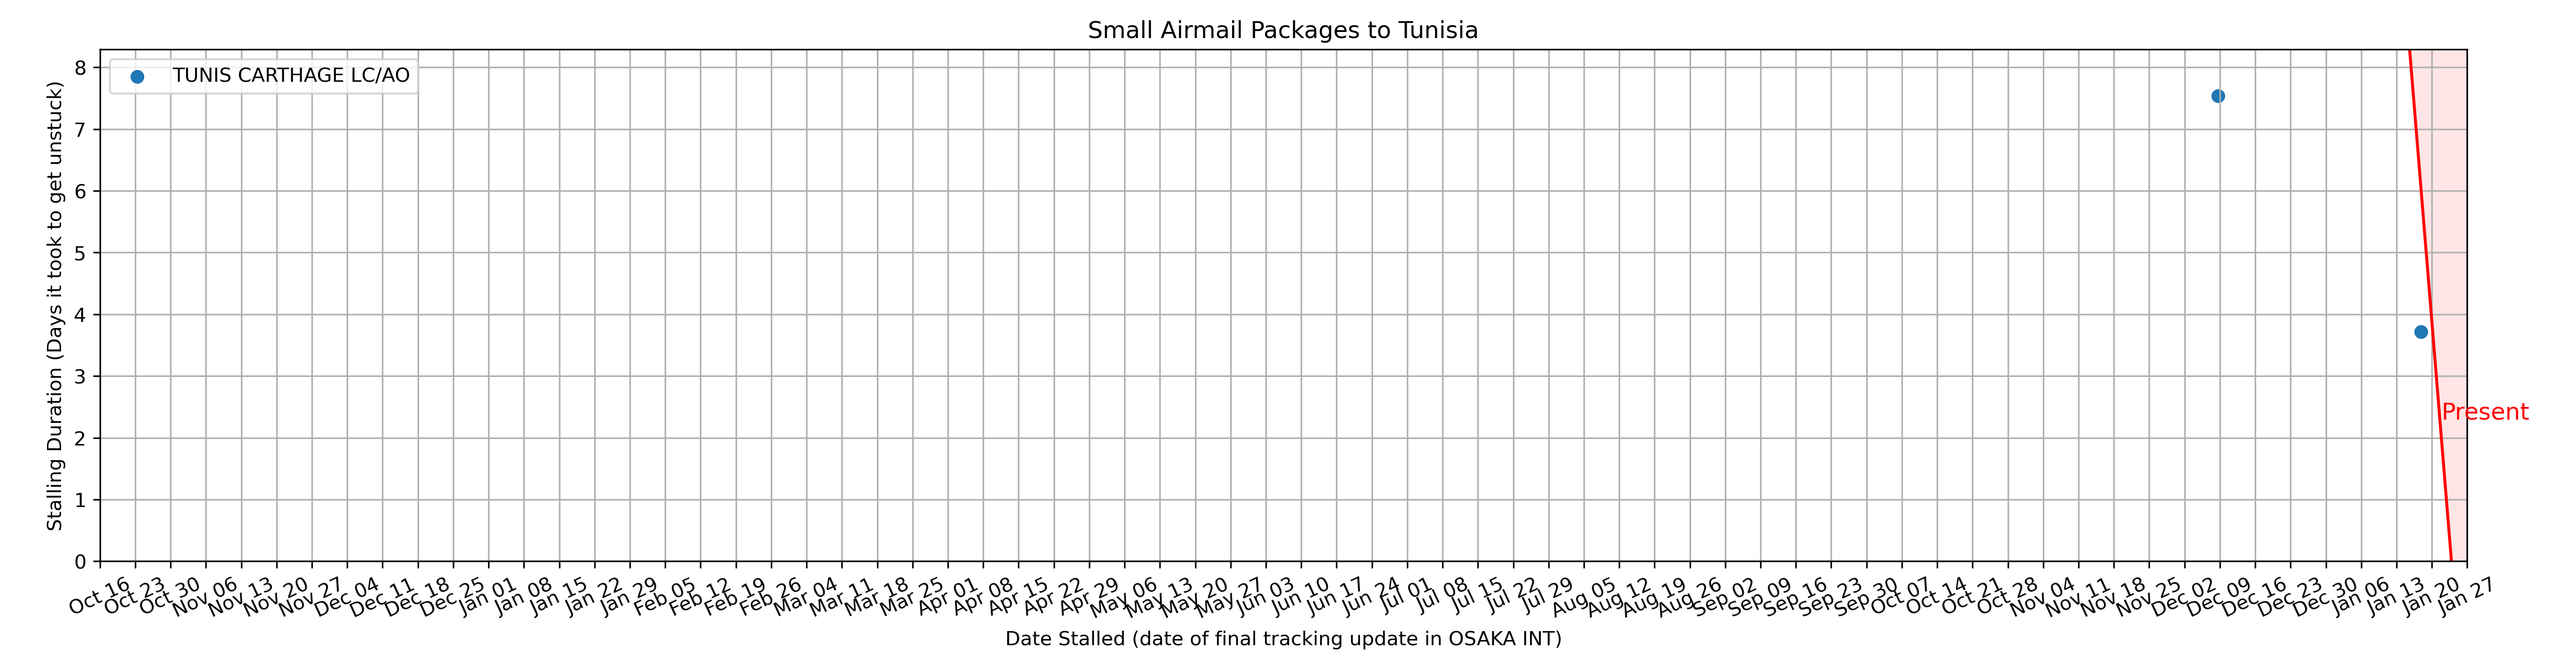 Small Airmail Packages to Tunisia
TUNIS CARTHAGE LC/AO
Stalling Duration (Days it took to get unstuck)
8
7
6
5
4
3
2
1
0
Present
Oct 16
Oct 23
Oct 30
Nov 06
Nov 13
Nov 20
Nov 27
Dec 04
Dec 11
Dec 18
Dec 25
Jan 01
Jan 08
Jan 15
Jan 22
Jan 29
Feb 05
Feb 12
Feb 19
Feb 26
Mar 04
Mar 11
Mar 18
Mar 25
Apr 01
Apr 08
Apr 15
Apr 22
Apr 29
May 06
May 13
May 20
May 27
Jun 03
Jun 10
Jun 17
Jun 24
Jul 01
Jul 08
Jul 15
Jul 22
Jul 29
Aug 05
Aug 12
Aug 19
Aug 26
Sep 02
Sep 09
Sep 16
Sep 23
Sep 30
Oct 07
Oct 14
Oct 21
Oct 28
Nov 04
Nov 11
Nov 18
Nov 25
Dec 02
Dec 09
Dec 16
Dec 23
Dec 30
Jan 06
Jan 13
Jan 20
Jan 27
Date Stalled (date of final tracking update in OSAKA INT)